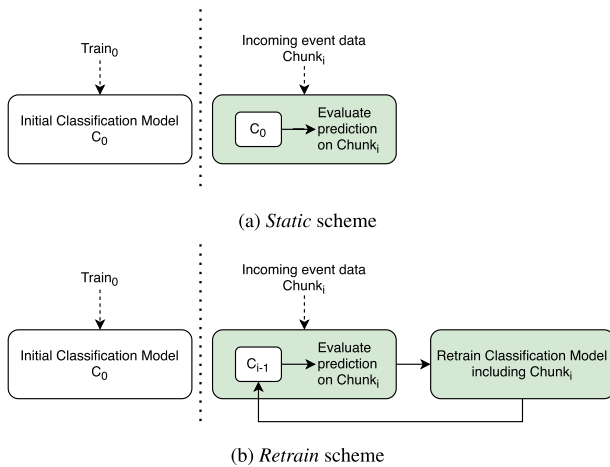 Train0
Incoming event data
Chunki
Initial Classification Model
C0
C0
Evaluate
prediction
on Chunki
(a) Static scheme
Train0
Incoming event data
Chunki
Initial Classification Model
C0
Ci-1
Evaluate
prediction
on Chunki
Retrain Classification Model
including Chunki
(b) Retrain scheme